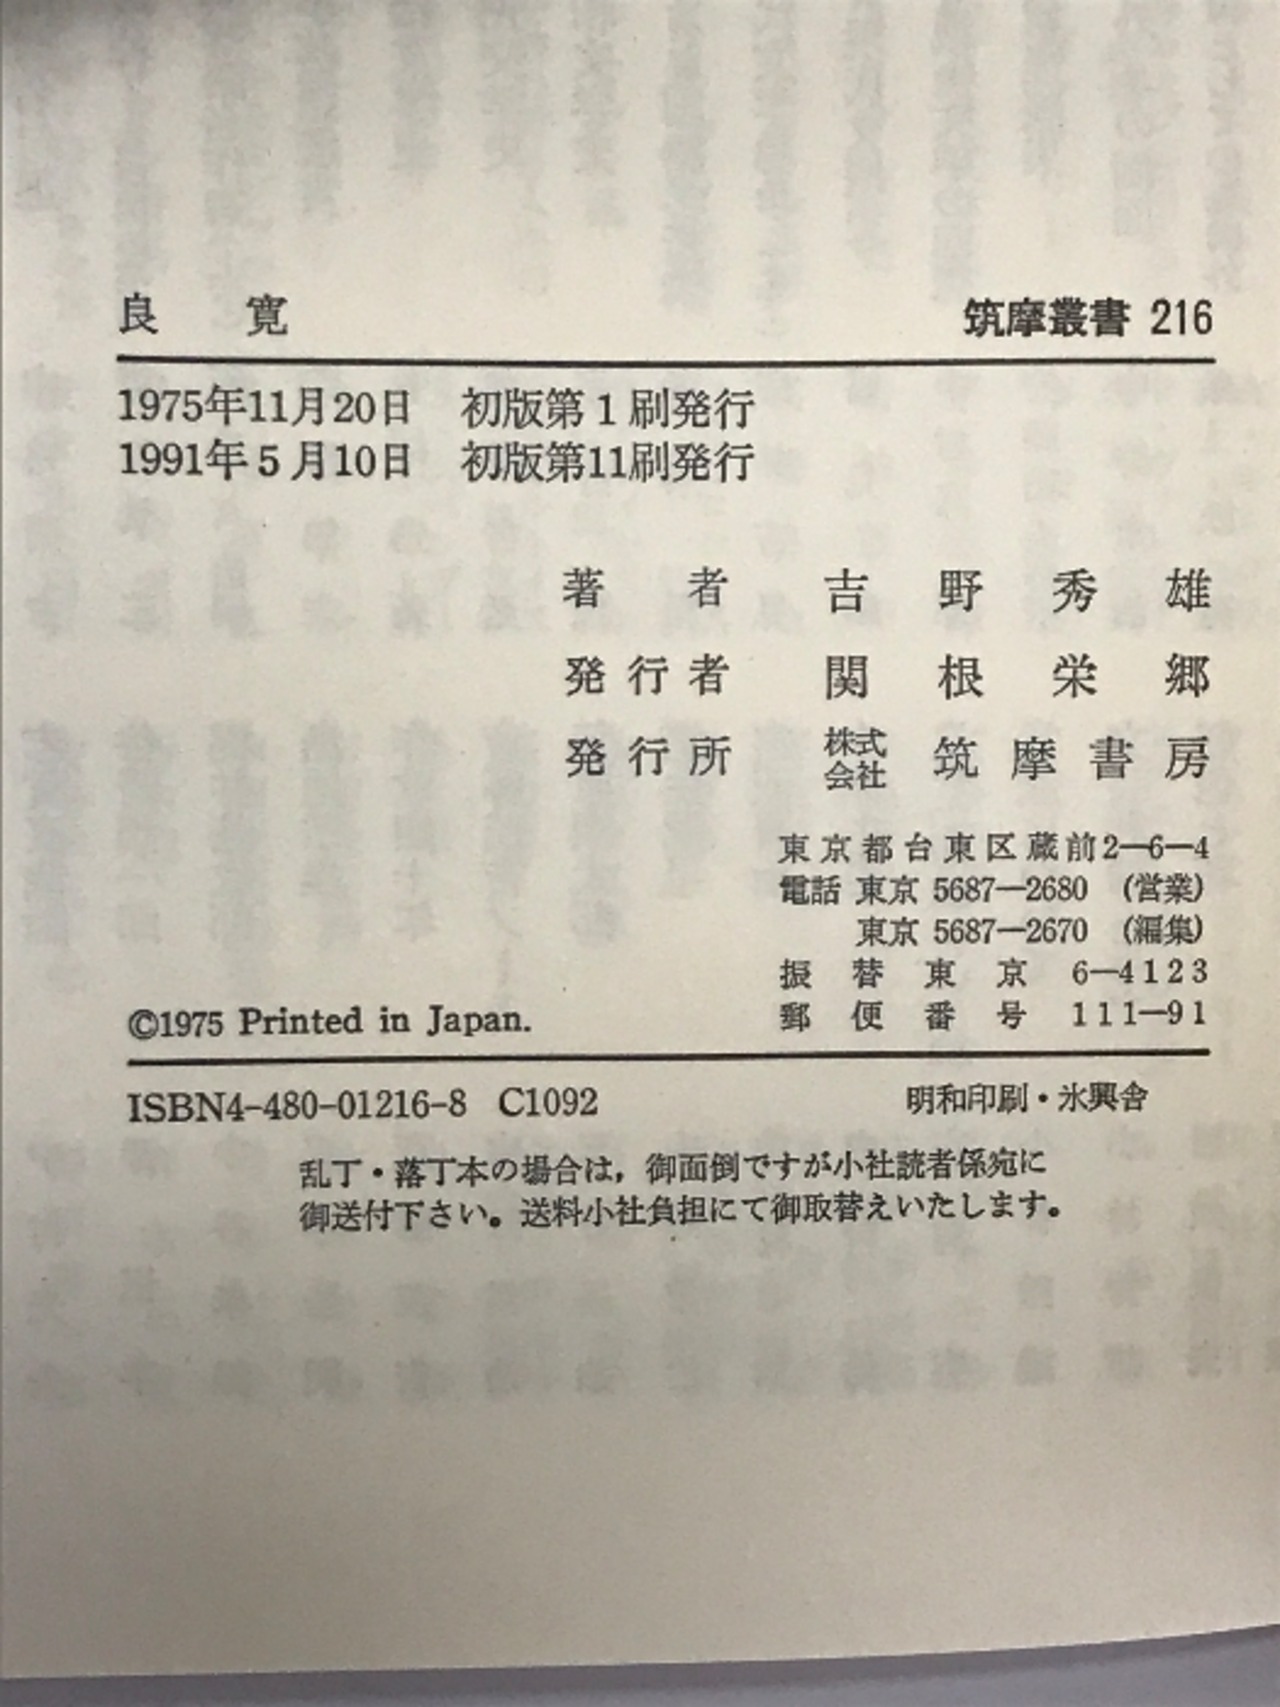 良寛 筑摩叢書 216
1975年11月20日 初版第1刷発行
1991年5月10日 初版第11刷発行
著者 吉野秀雄
発行者 関根栄郷
発行所 株式会社 筑摩書房
東京都台東区蔵前2—6—4
電話 東京 5687—2680 (営業)
東京 5687—2670 (編集)
振替東京 6—4123
郵便番号 111—91
©1975 Printed in Japan.
ISBN4-480-01216-8 C1092 明和印刷・氷興舎
乱丁・落丁本の場合は，御面倒ですが小社読者係宛に
御送付下さい。送料小社負担にて御取替えいたします。